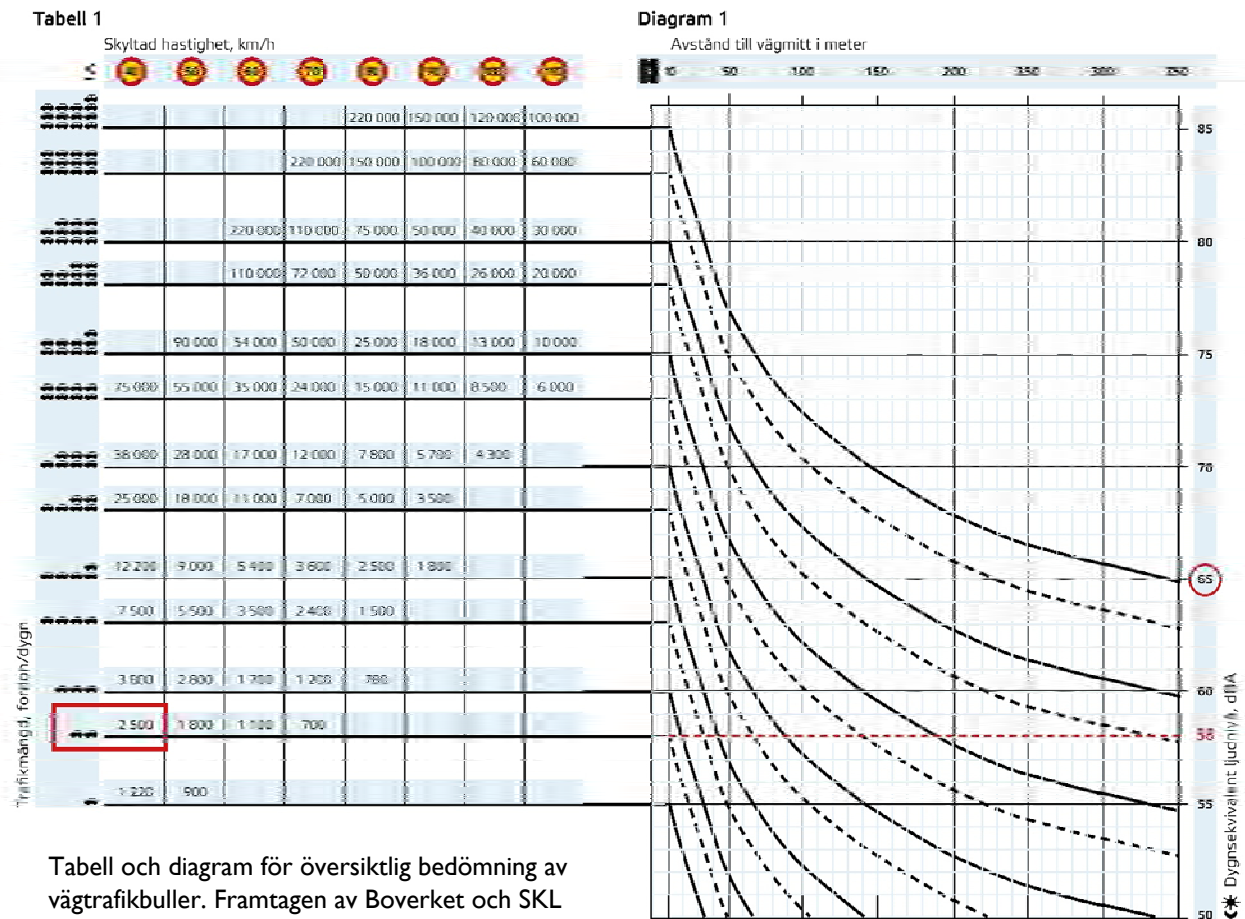 Tabell 1
Diagram 1
Skyltad hastighet, km/h
Avstånd till vägmitt i meter
10 50 100 150 200 250 300 350
220 000 150 000 120 000 100 000
220 000 150 000 100 000 80 000 60 000
220 000 110 000 75 000 50 000 40 000 30 000
110 000 72 000 50 000 36 000 26 000 20 000
90 000 54 000 50 000 25 000 18 000 13 000 10 000
75 000 55 000 35 000 24 000 15 000 11 000 8 500 6 000
38 000 28 000 17 000 12 000 7 800 5 700 4 300
25 000 18 000 11 000 7 000 5 000 3 500
12 200 9 000 5 400 3 600 2 500 1 800
7 500 5 500 3 500 2 400 1 500
3 800 2 800 1 700 1 200 780
2 500 1 800 1 100 700
1 220 900
Trafikmängd, fordon/dygn
85
80
75
70
65
60
58
55
50
Dygnsekvivalent ljudnivå, dBA
Tabell och diagram för översiktlig bedömning av
vägtrafikbuller. Framtagen av Boverket och SKL